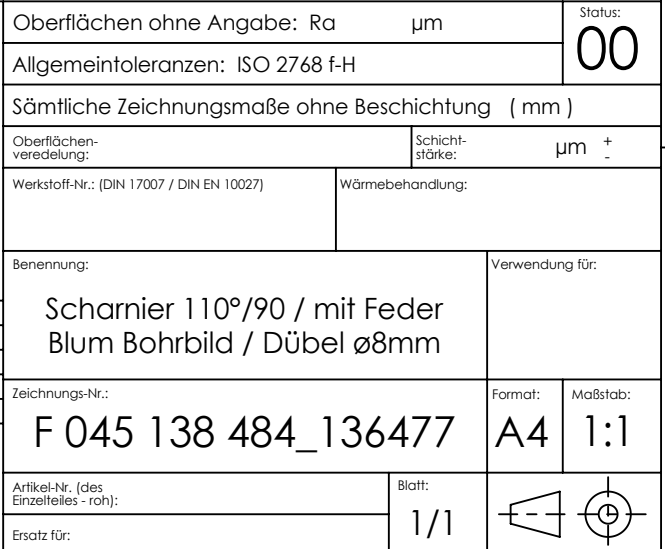 Oberflächen ohne Angabe: Ra µm
Status:
00
Allgemeintoleranzen: ISO 2768 f-H
Sämtliche Zeichnungsmaße ohne Beschichtung ( mm )
Oberflächen-
veredelung:
Schicht-
stärke:
µm +
-
Werkstoff-Nr.: (DIN 17007 / DIN EN 10027)
Wärmebehandlung:
Benennung:
Scharnier 110°/90 / mit Feder
Blum Bohrbild / Dübel ø8mm
Verwendung für:
Zeichnungs-Nr.:
F 045 138 484_136477
Format:
A4
Maßstab:
1:1
Artikel-Nr. (des
Einzelteiles - roh):
Ersatz für:
Blatt:
1/1